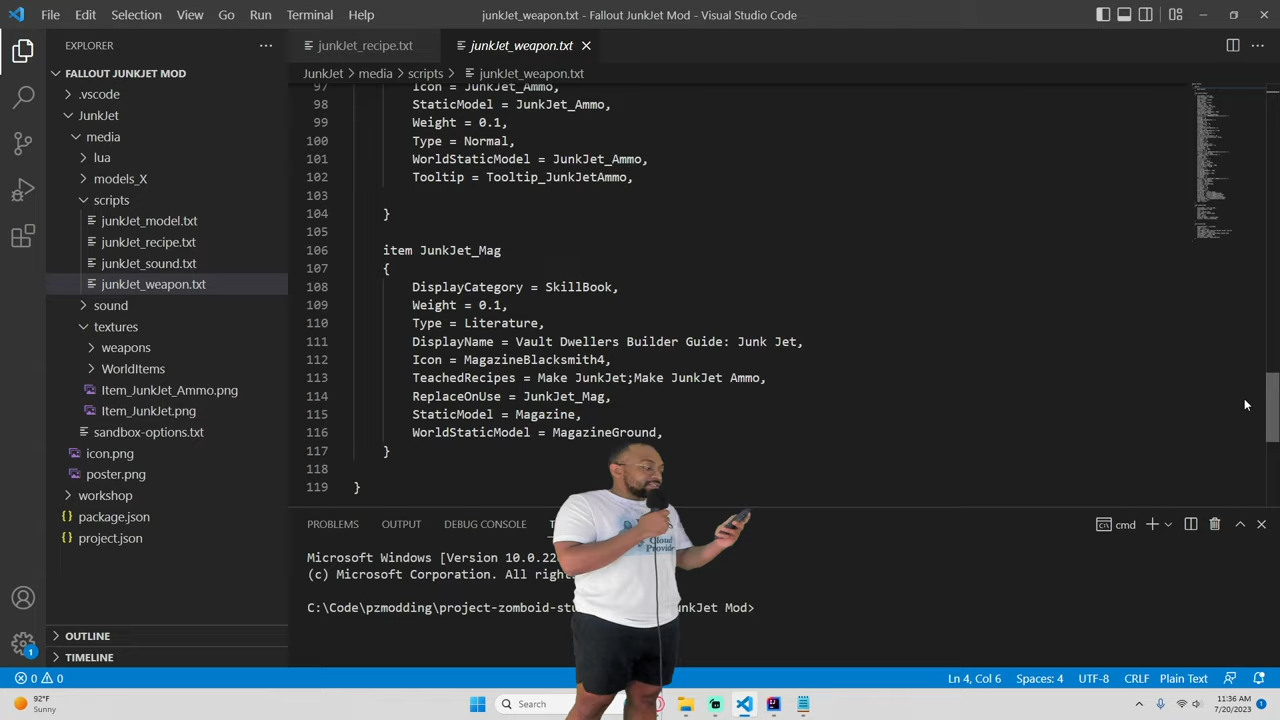 File Edit Selection View Go Run Terminal Help
junkJet_weapon.txt - Fallout JunkJet Mod - Visual Studio Code
EXPLORER
junkJet_recipe.txt
junkJet_weapon.txt
FALLOUT JUNKJET MOD
JunkJet > media > scripts > junkJet_weapon.txt
.vscode
JunkJet
media
lua
models_X
scripts
junkJet_model.txt
junkJet_recipe.txt
junkJet_sound.txt
junkJet_weapon.txt
sound
textures
weapons
WorldItems
Item_JunkJet_Ammo.png
Item_JunkJet.png
sandbox-options.txt
icon.png
poster.png
workshop
package.json
project.json
OUTLINE
TIMELINE
97 Icon = JunkJet_Ammo,
98 StaticModel = JunkJet_Ammo,
99 Weight = 0.1,
100 Type = Normal,
101 WorldStaticModel = JunkJet_Ammo,
102 Tooltip = Tooltip_JunkJetAmmo,
103
104 }
105
106 item JunkJet_Mag
107 {
108 DisplayCategory = SkillBook,
109 Weight = 0.1,
110 Type = Literature,
111 DisplayName = Vault Dwellers Builder Guide: Junk Jet,
112 Icon = MagazineBlacksmith4,
113 TeachedRecipes = Make JunkJet;Make JunkJet Ammo,
114 ReplaceOnUse = JunkJet_Mag,
115 StaticModel = Magazine,
116 WorldStaticModel = MagazineGround,
117 }
118
119 }
PROBLEMS OUTPUT DEBUG CONSOLE
cmd
Microsoft Windows [Version 10.0.22
(c) Microsoft Corporation. All righ
C:\Code\pzmodding\project-zomboid-st unkJet Mod>
Cloud
Provide
0 0 Ln 4, Col 6 Spaces: 4 UTF-8 CRLF Plain Text
1
92°F
Sunny
Search
11:36 AM
7/20/2023